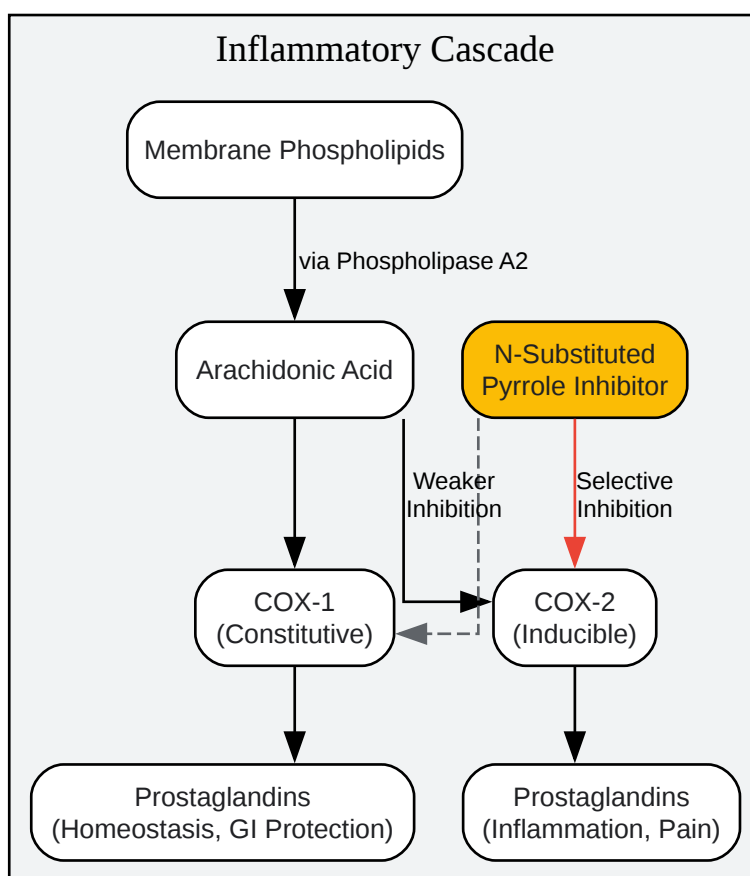 Inflammatory Cascade
Membrane Phospholipids
via Phospholipase A2
Arachidonic Acid
N-Substituted
Pyrrole Inhibitor
Weaker
Inhibition
Selective
Inhibition
COX-1
(Constitutive)
COX-2
(Inducible)
Prostaglandins
(Homeostasis, GI Protection)
Prostaglandins
(Inflammation, Pain)